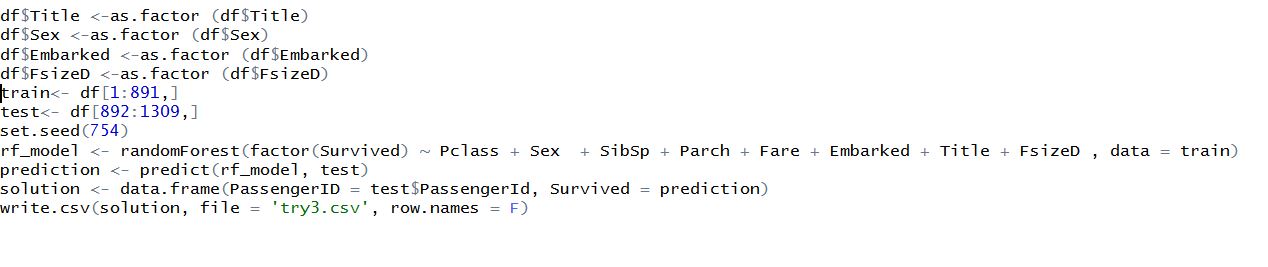 df$Title <-as.factor (df$Title)
df$Sex <-as.factor (df$Sex)
df$Embarked <-as.factor (df$Embarked)
df$FsizeD <-as.factor (df$FsizeD)
train<- df[1:891,]
test<- df[892:1309,]
set.seed(754)
rf_model <- randomForest(factor(Survived) ~ Pclass + Sex  + SibSp + Parch + Fare + Embarked + Title + FsizeD , data = train)
prediction <- predict(rf_model, test)
solution <- data.frame(PassengerID = test$PassengerId, Survived = prediction)
write.csv(solution, file = 'try3.csv', row.names = F)